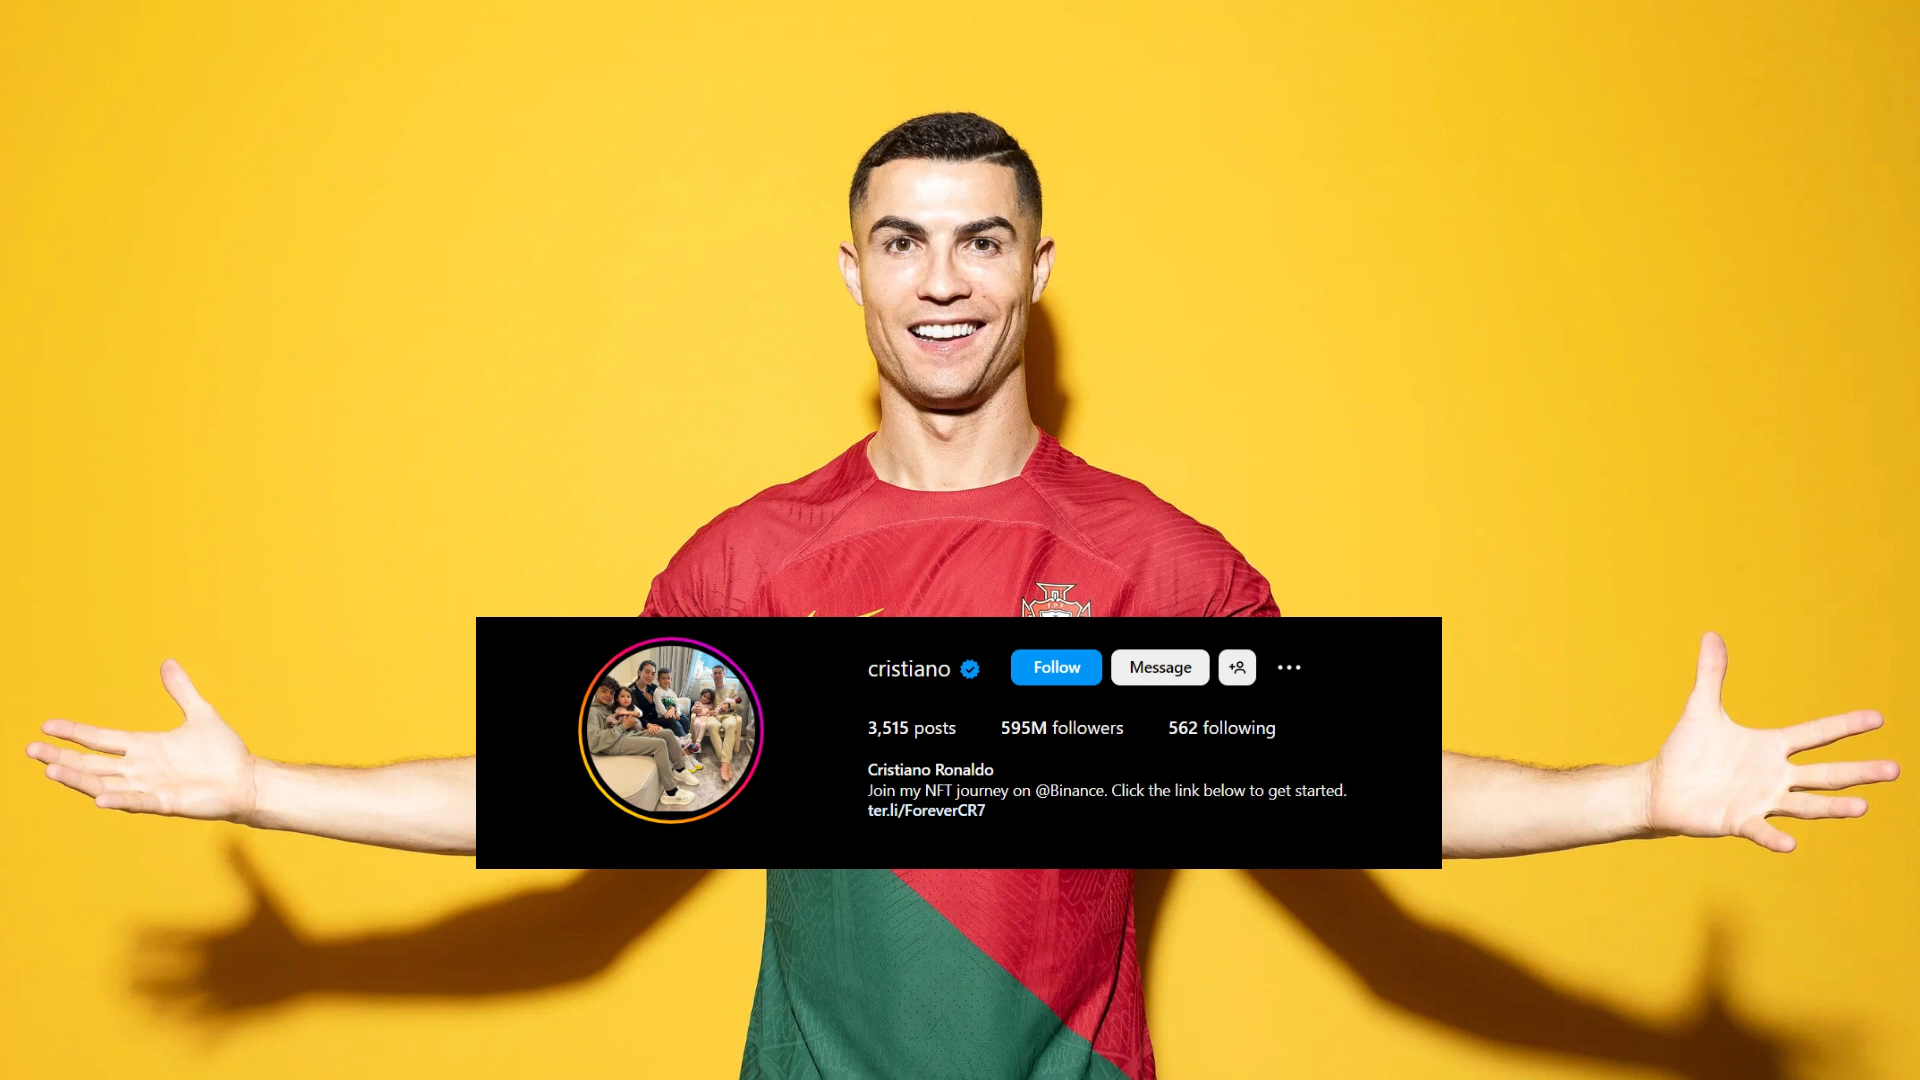 cristiano Follow Message
3,515 posts 595M followers 562 following
Cristiano Ronaldo
Join my NFT journey on @Binance. Click the link below to get started.
ter.li/ForeverCR7